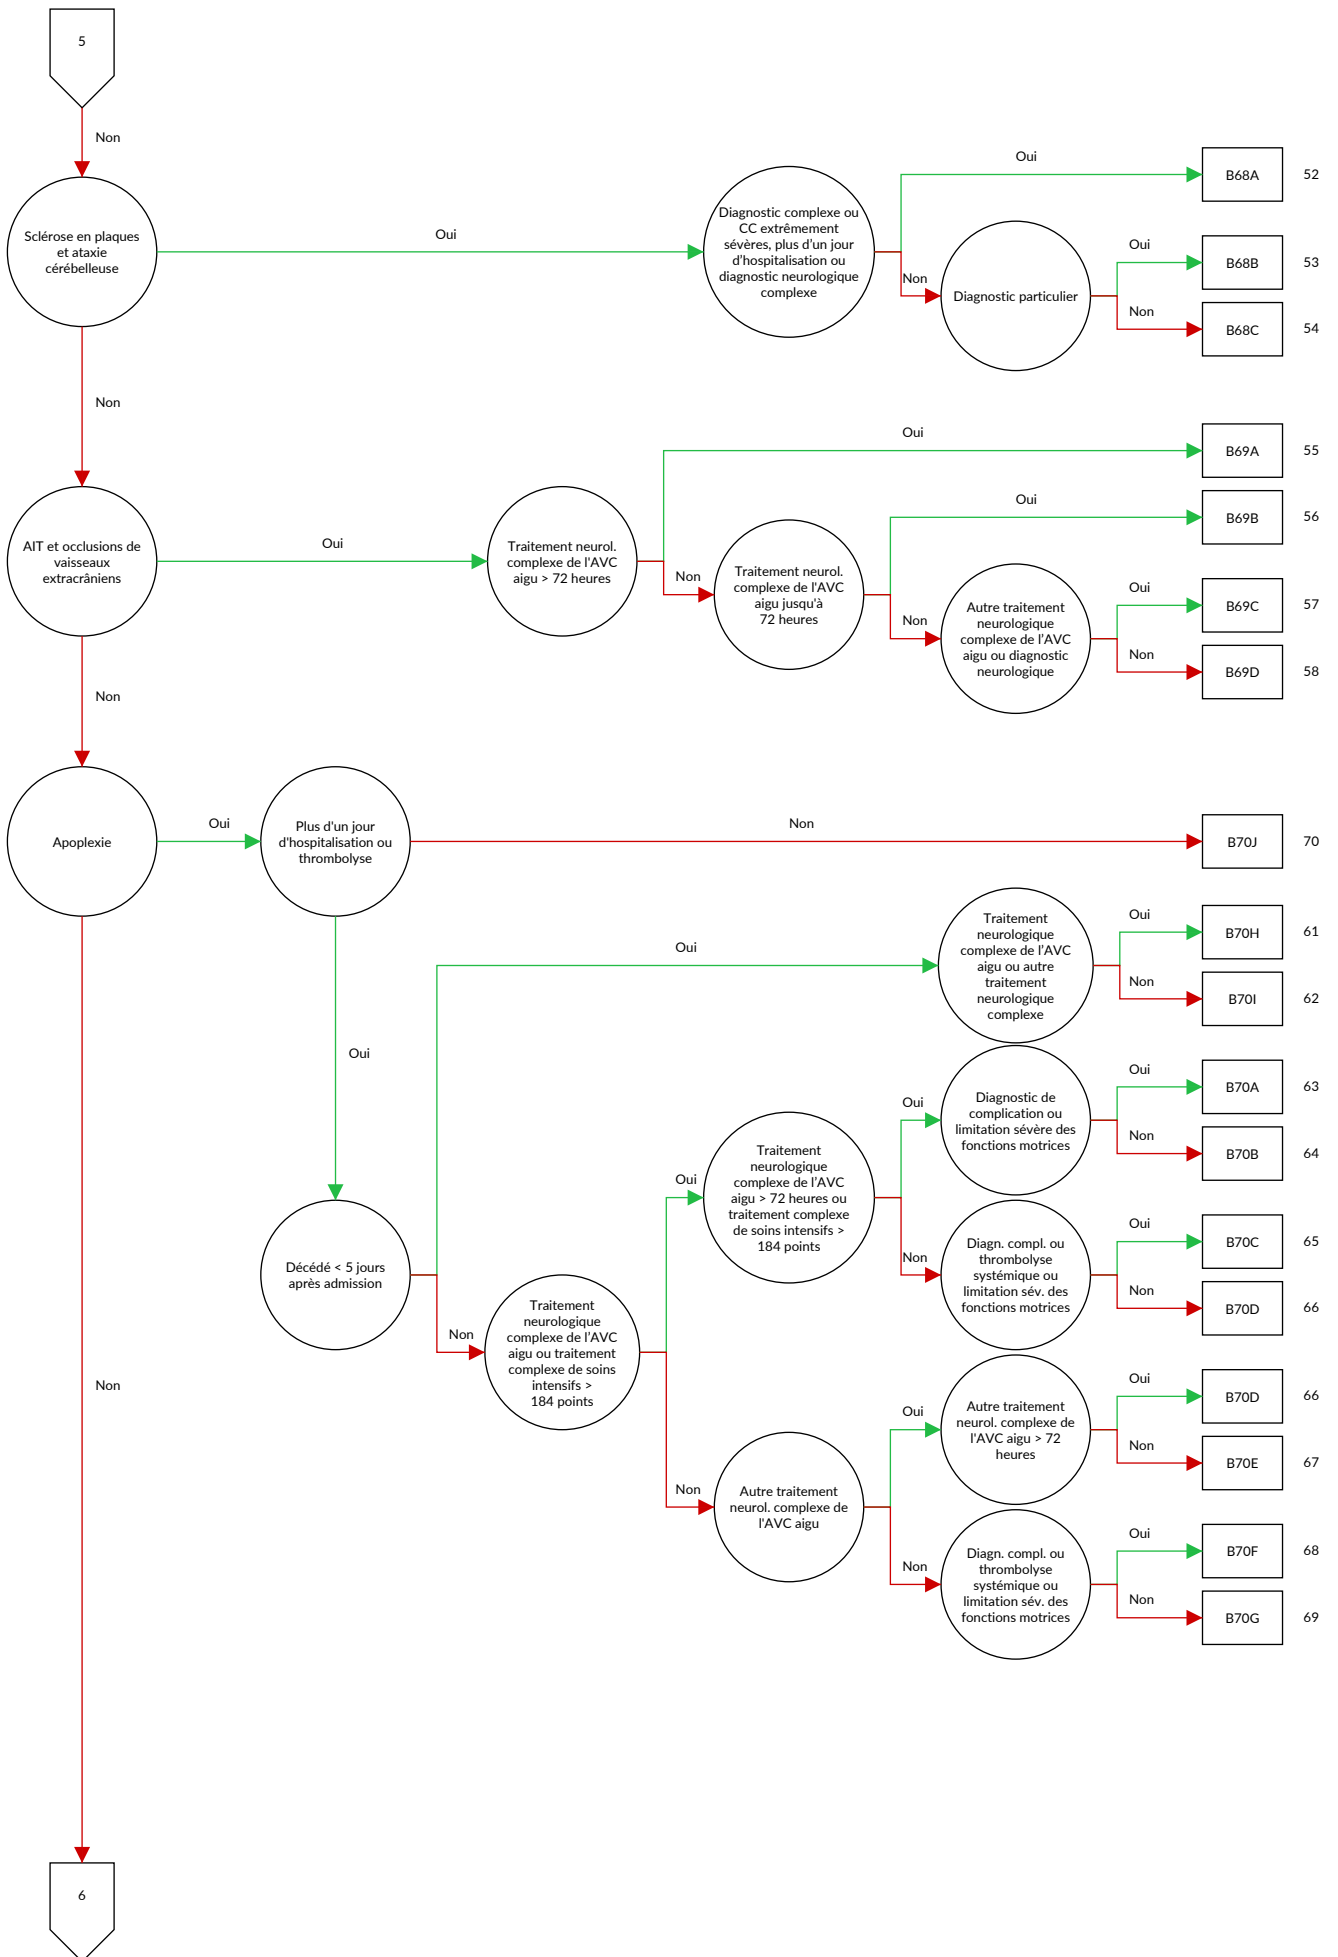 5
Non
Sclérose en plaques
et ataxie
cérébelleuse
Oui
Diagnostic complexe ou
CC extrêmement
sévères, plus d'un jour
d'hospitalisation ou
diagnostic neurologique
complexe
Oui
B68A
52
Non
Diagnostic particulier
Oui
B68B
53
Non
B68C
54
Non
AIT et occlusions de
vaisseaux
extracrâniens
Oui
Traitement neurol.
complexe de l'AVC
aigu > 72 heures
Oui
B69A
55
Non
Traitement neurol.
complexe de l'AVC
aigu jusqu'à
72 heures
Oui
B69B
56
Non
Autre traitement
neurologique
complexe de l'AVC
aigu ou diagnostic
neurologique
Oui
B69C
57
Non
B69D
58
Non
Apoplexie
Oui
Plus d'un jour
d'hospitalisation ou
thrombolyse
Non
B70J
70
Oui
Décédé < 5 jours
après admission
Oui
Traitement
neurologique
complexe de l'AVC
aigu ou autre
traitement
neurologique
complexe
Oui
B70H
61
Non
B70I
62
Non
Traitement
neurologique
complexe de l'AVC
aigu ou traitement
complexe de soins
intensifs >
184 points
Oui
Traitement
neurologique
complexe de l'AVC
aigu > 72 heures ou
traitement complexe
de soins intensifs >
184 points
Oui
Diagnostic de
complication ou
limitation sévère des
fonctions motrices
Oui
B70A
63
Non
B70B
64
Non
Diagn. compl. ou
thrombolyse
systémique ou
limitation sév. des
fonctions motrices
Oui
B70C
65
Non
B70D
66
Non
Autre traitement
neurol. complexe de
l'AVC aigu
Oui
Autre traitement
neurol. complexe de
l'AVC aigu > 72
heures
Oui
B70D
66
Non
B70E
67
Non
Diagn. compl. ou
thrombolyse
systémique ou
limitation sév. des
fonctions motrices
Oui
B70F
68
Non
B70G
69
Non
6